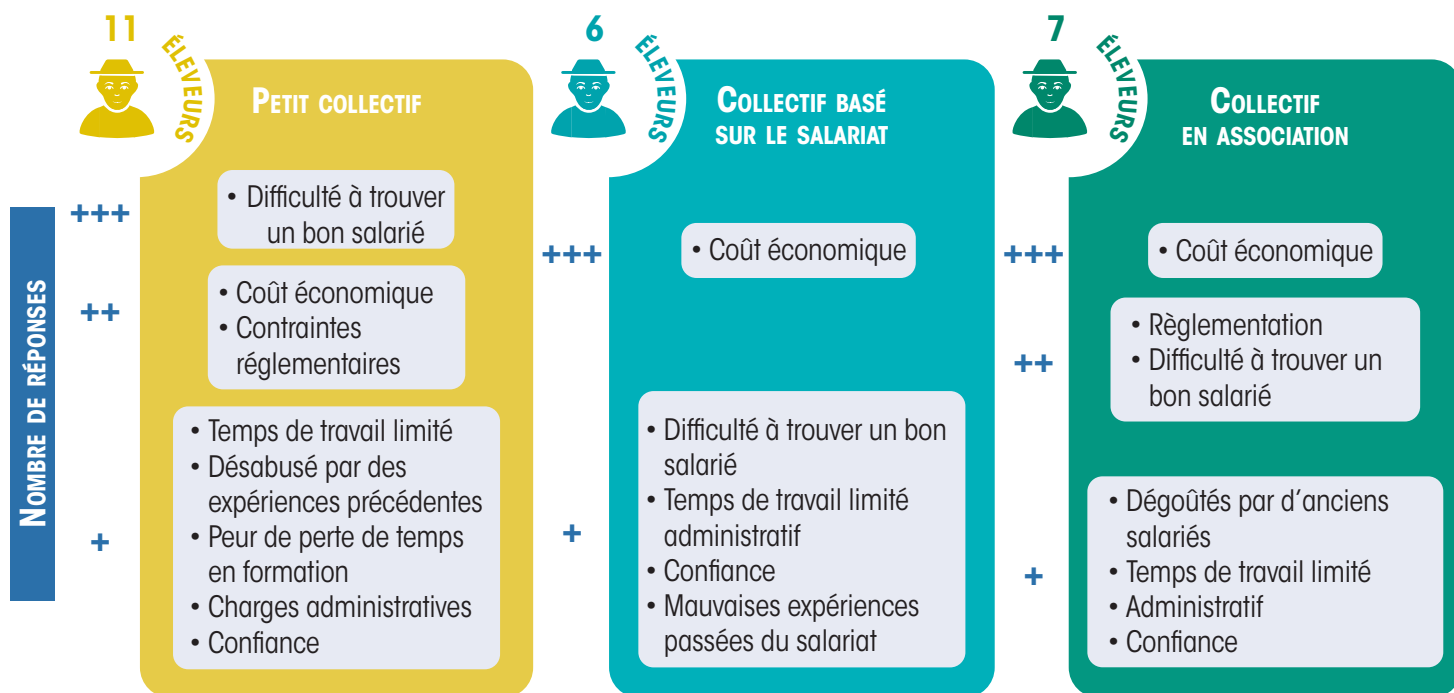 NOMBRE DE RÉPONSES
11
ÉLEVEURS
PETIT COLLECTIF
+++
• Difficulté à trouver
un bon salarié
++
• Coût économique
• Contraintes
réglementaires
+
• Temps de travail limité
• Désabusé par des
expériences précédentes
• Peur de perte de temps
en formation
• Charges administratives
• Confiance
6
ÉLEVEURS
COLLECTIF BASÉ
SUR LE SALARIAT
+++
• Coût économique
+
• Difficulté à trouver un bon
salarié
• Temps de travail limité
administratif
• Confiance
• Mauvaises expériences
passées du salariat
7
ÉLEVEURS
COLLECTIF
EN ASSOCIATION
+++
• Coût économique
++
• Règlementation
• Difficulté à trouver un
bon salarié
+
• Dégoûtés par d'anciens
salariés
• Temps de travail limité
• Administratif
• Confiance